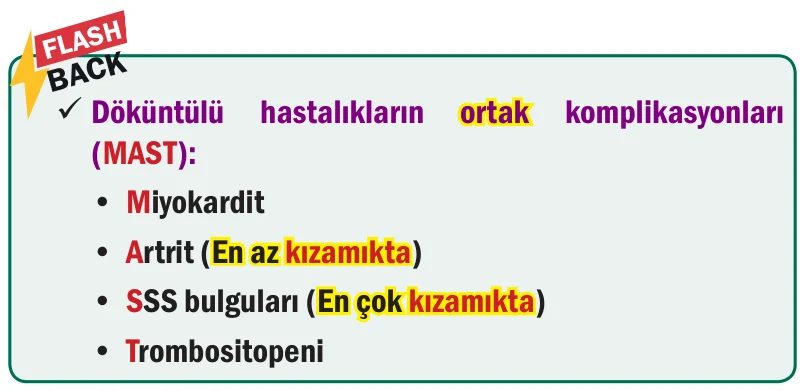 FLASH
BACK
✓ Döküntülü hastalıkların ortak komplikasyonları
(MAST):
• Miyokardit
• Artrit (En az kızamıkta)
• SSS bulguları (En çok kızamıkta)
• Trombositopeni